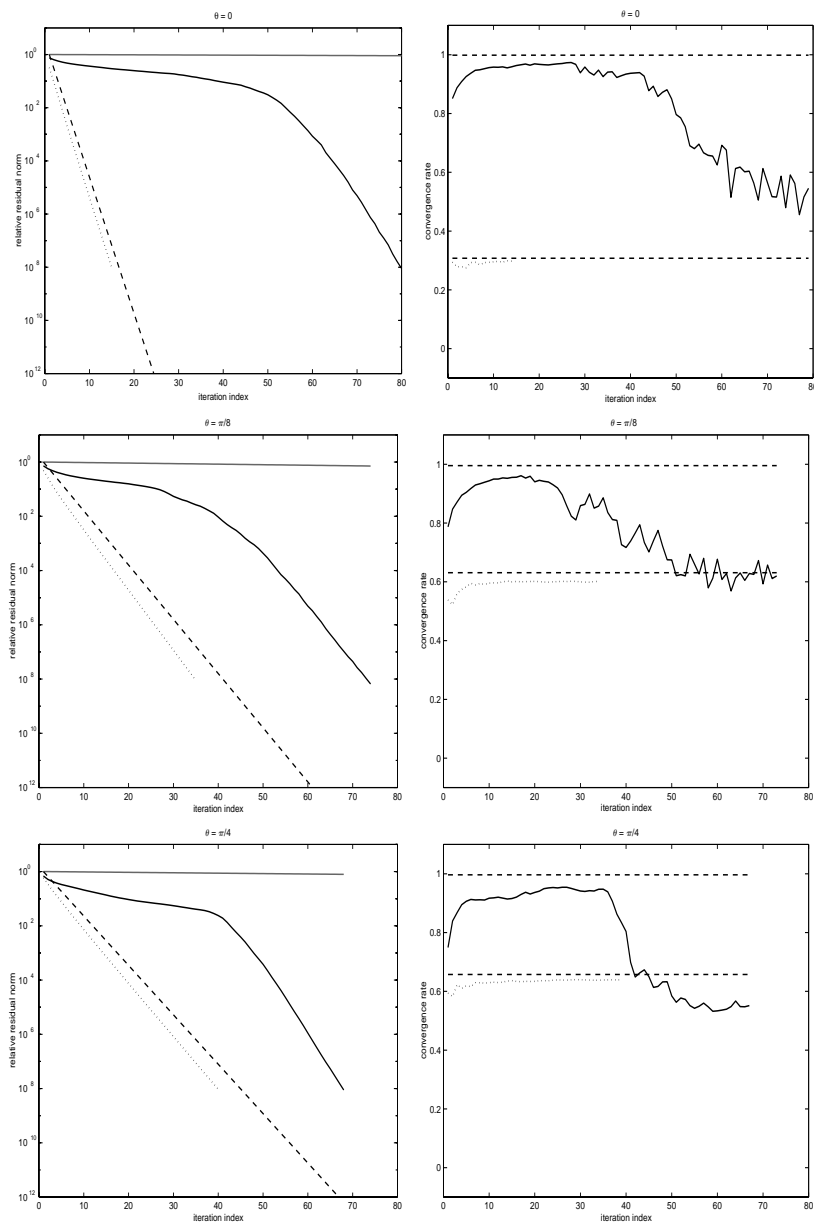 θ = 0
relative residual norm
10^0
10^2
10^4
10^6
10^8
10^10
10^12
0 10 20 30 40 50 60 70 80
iteration index
θ = 0
convergence rate
1
0.8
0.6
0.4
0.2
0
0 10 20 30 40 50 60 70 80
iteration index
θ = π/8
relative residual norm
10^0
10^2
10^4
10^6
10^8
10^10
10^12
0 10 20 30 40 50 60 70 80
iteration index
θ = π/8
convergence rate
1
0.8
0.6
0.4
0.2
0
0 10 20 30 40 50 60 70 80
iteration index
θ = π/4
relative residual norm
10^0
10^2
10^4
10^6
10^8
10^10
10^12
0 10 20 30 40 50 60 70 80
iteration index
θ = π/4
convergence rate
1
0.8
0.6
0.4
0.2
0
0 10 20 30 40 50 60 70 80
iteration index